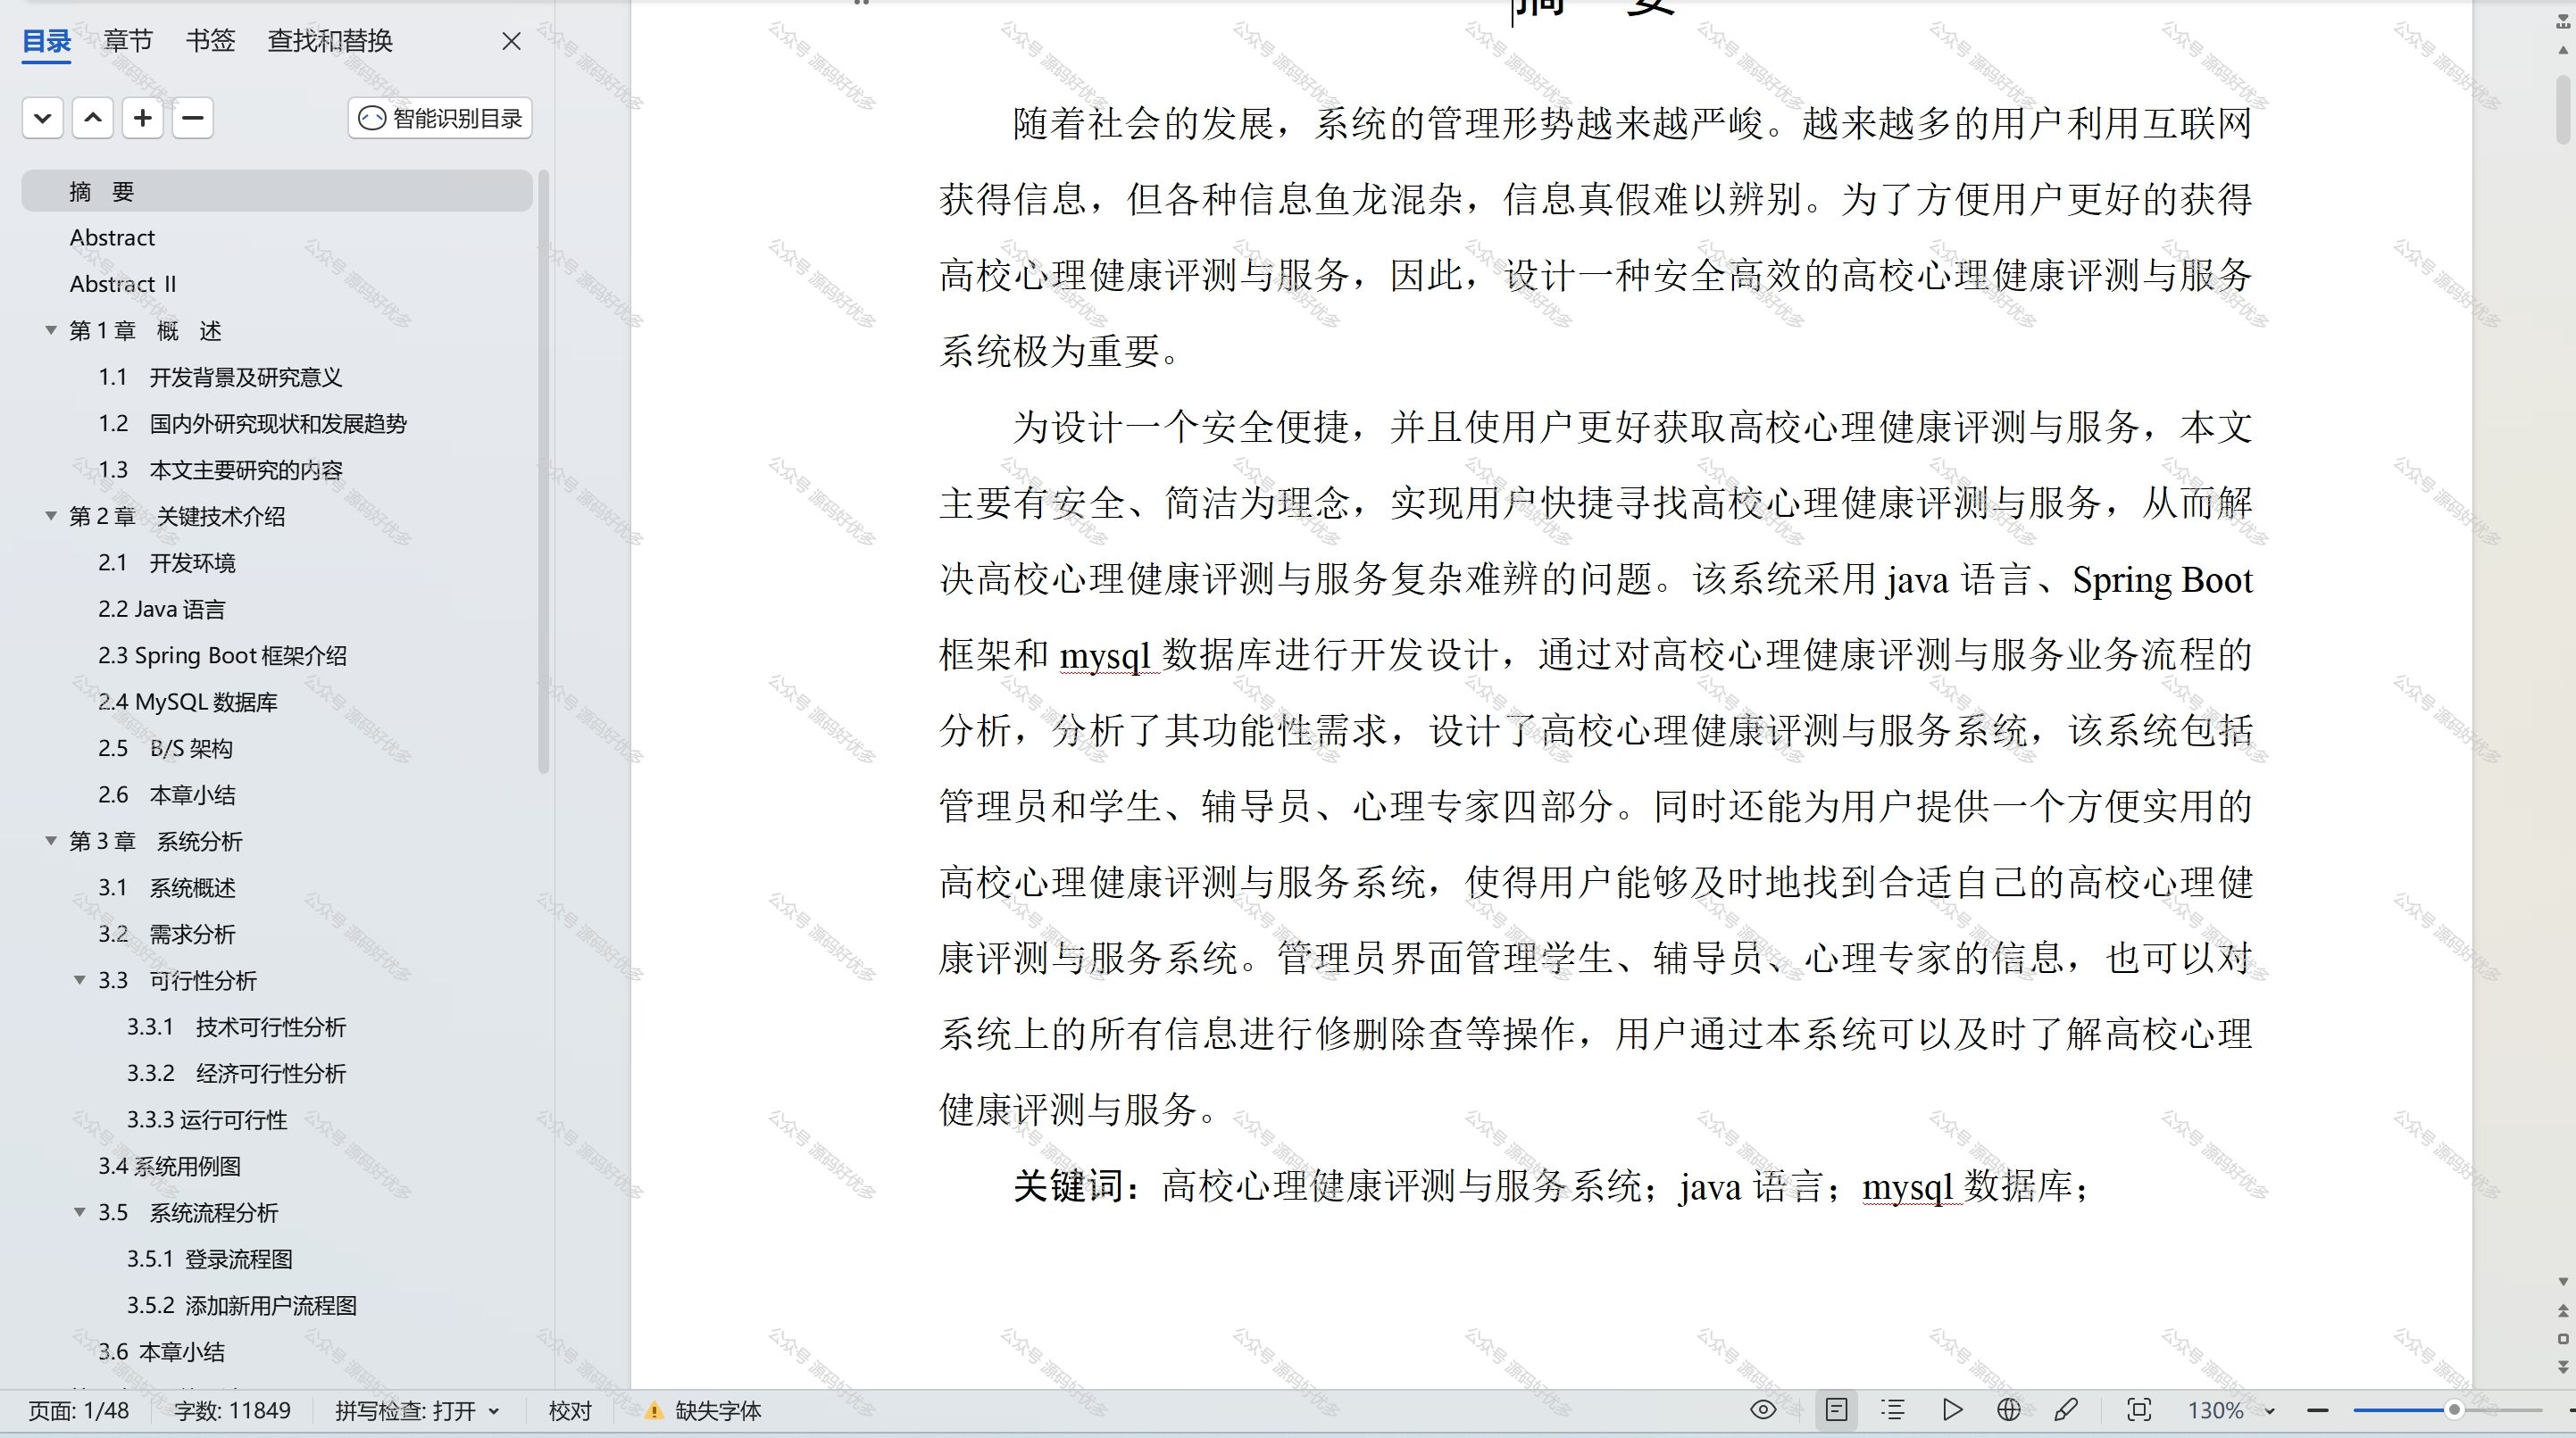 目录 章节 书签 查找和替换
智能识别目录
摘 要
Abstract
Abstract II
第 1 章 概 述
1.1 开发背景及研究意义
1.2 国内外研究现状和发展趋势
1.3 本文主要研究的内容
第 2 章 关键技术介绍
2.1 开发环境
2.2 Java 语言
2.3 Spring Boot 框架介绍
2.4 MySQL 数据库
2.5 B/S 架构
2.6 本章小结
第 3 章 系统分析
3.1 系统概述
3.2 需求分析
3.3 可行性分析
3.3.1 技术可行性分析
3.3.2 经济可行性分析
3.3.3 运行可行性
3.4 系统用例图
3.5 系统流程分析
3.5.1 登录流程图
3.5.2 添加新用户流程图
3.6 本章小结
摘 要
随着社会的发展，系统的管理形势越来越严峻。越来越多的用户利用互联网
获得信息，但各种信息鱼龙混杂，信息真假难以辨别。为了方便用户更好的获得
高校心理健康评测与服务，因此，设计一种安全高效的高校心理健康评测与服务
系统极为重要。
为设计一个安全便捷，并且使用户更好获取高校心理健康评测与服务，本文
主要有安全、简洁为理念，实现用户快捷寻找高校心理健康评测与服务，从而解
决高校心理健康评测与服务复杂难辨的问题。该系统采用 java 语言、Spring Boot
框架和 mysql 数据库进行开发设计，通过对高校心理健康评测与服务业务流程的
分析，分析了其功能性需求，设计了高校心理健康评测与服务系统，该系统包括
管理员和学生、辅导员、心理专家四部分。同时还能为用户提供一个方便实用的
高校心理健康评测与服务系统，使得用户能够及时地找到合适自己的高校心理健
康评测与服务系统。管理员界面管理学生、辅导员、心理专家的信息，也可以对
系统上的所有信息进行修删除查等操作，用户通过本系统可以及时了解高校心理
健康评测与服务。
关键词：高校心理健康评测与服务系统；java 语言；mysql 数据库；
页面: 1/48 字数: 11849 拼写检查: 打开 校对 缺失字体 130%
公众号 源码好优多